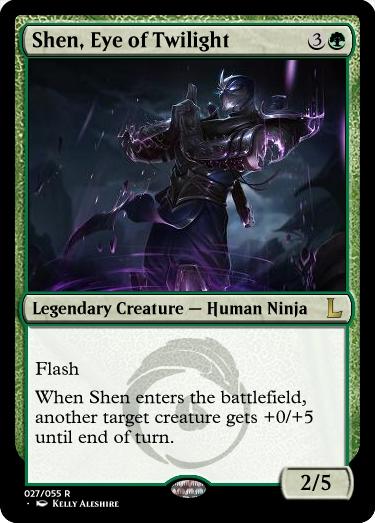 Shen, Eye of Twilight 3
L
Legendary Creature — Human Ninja
Flash
When Shen enters the battlefield,
another target creature gets +0/+5
until end of turn.
2/5
027/055 R
· Kelly Aleshire